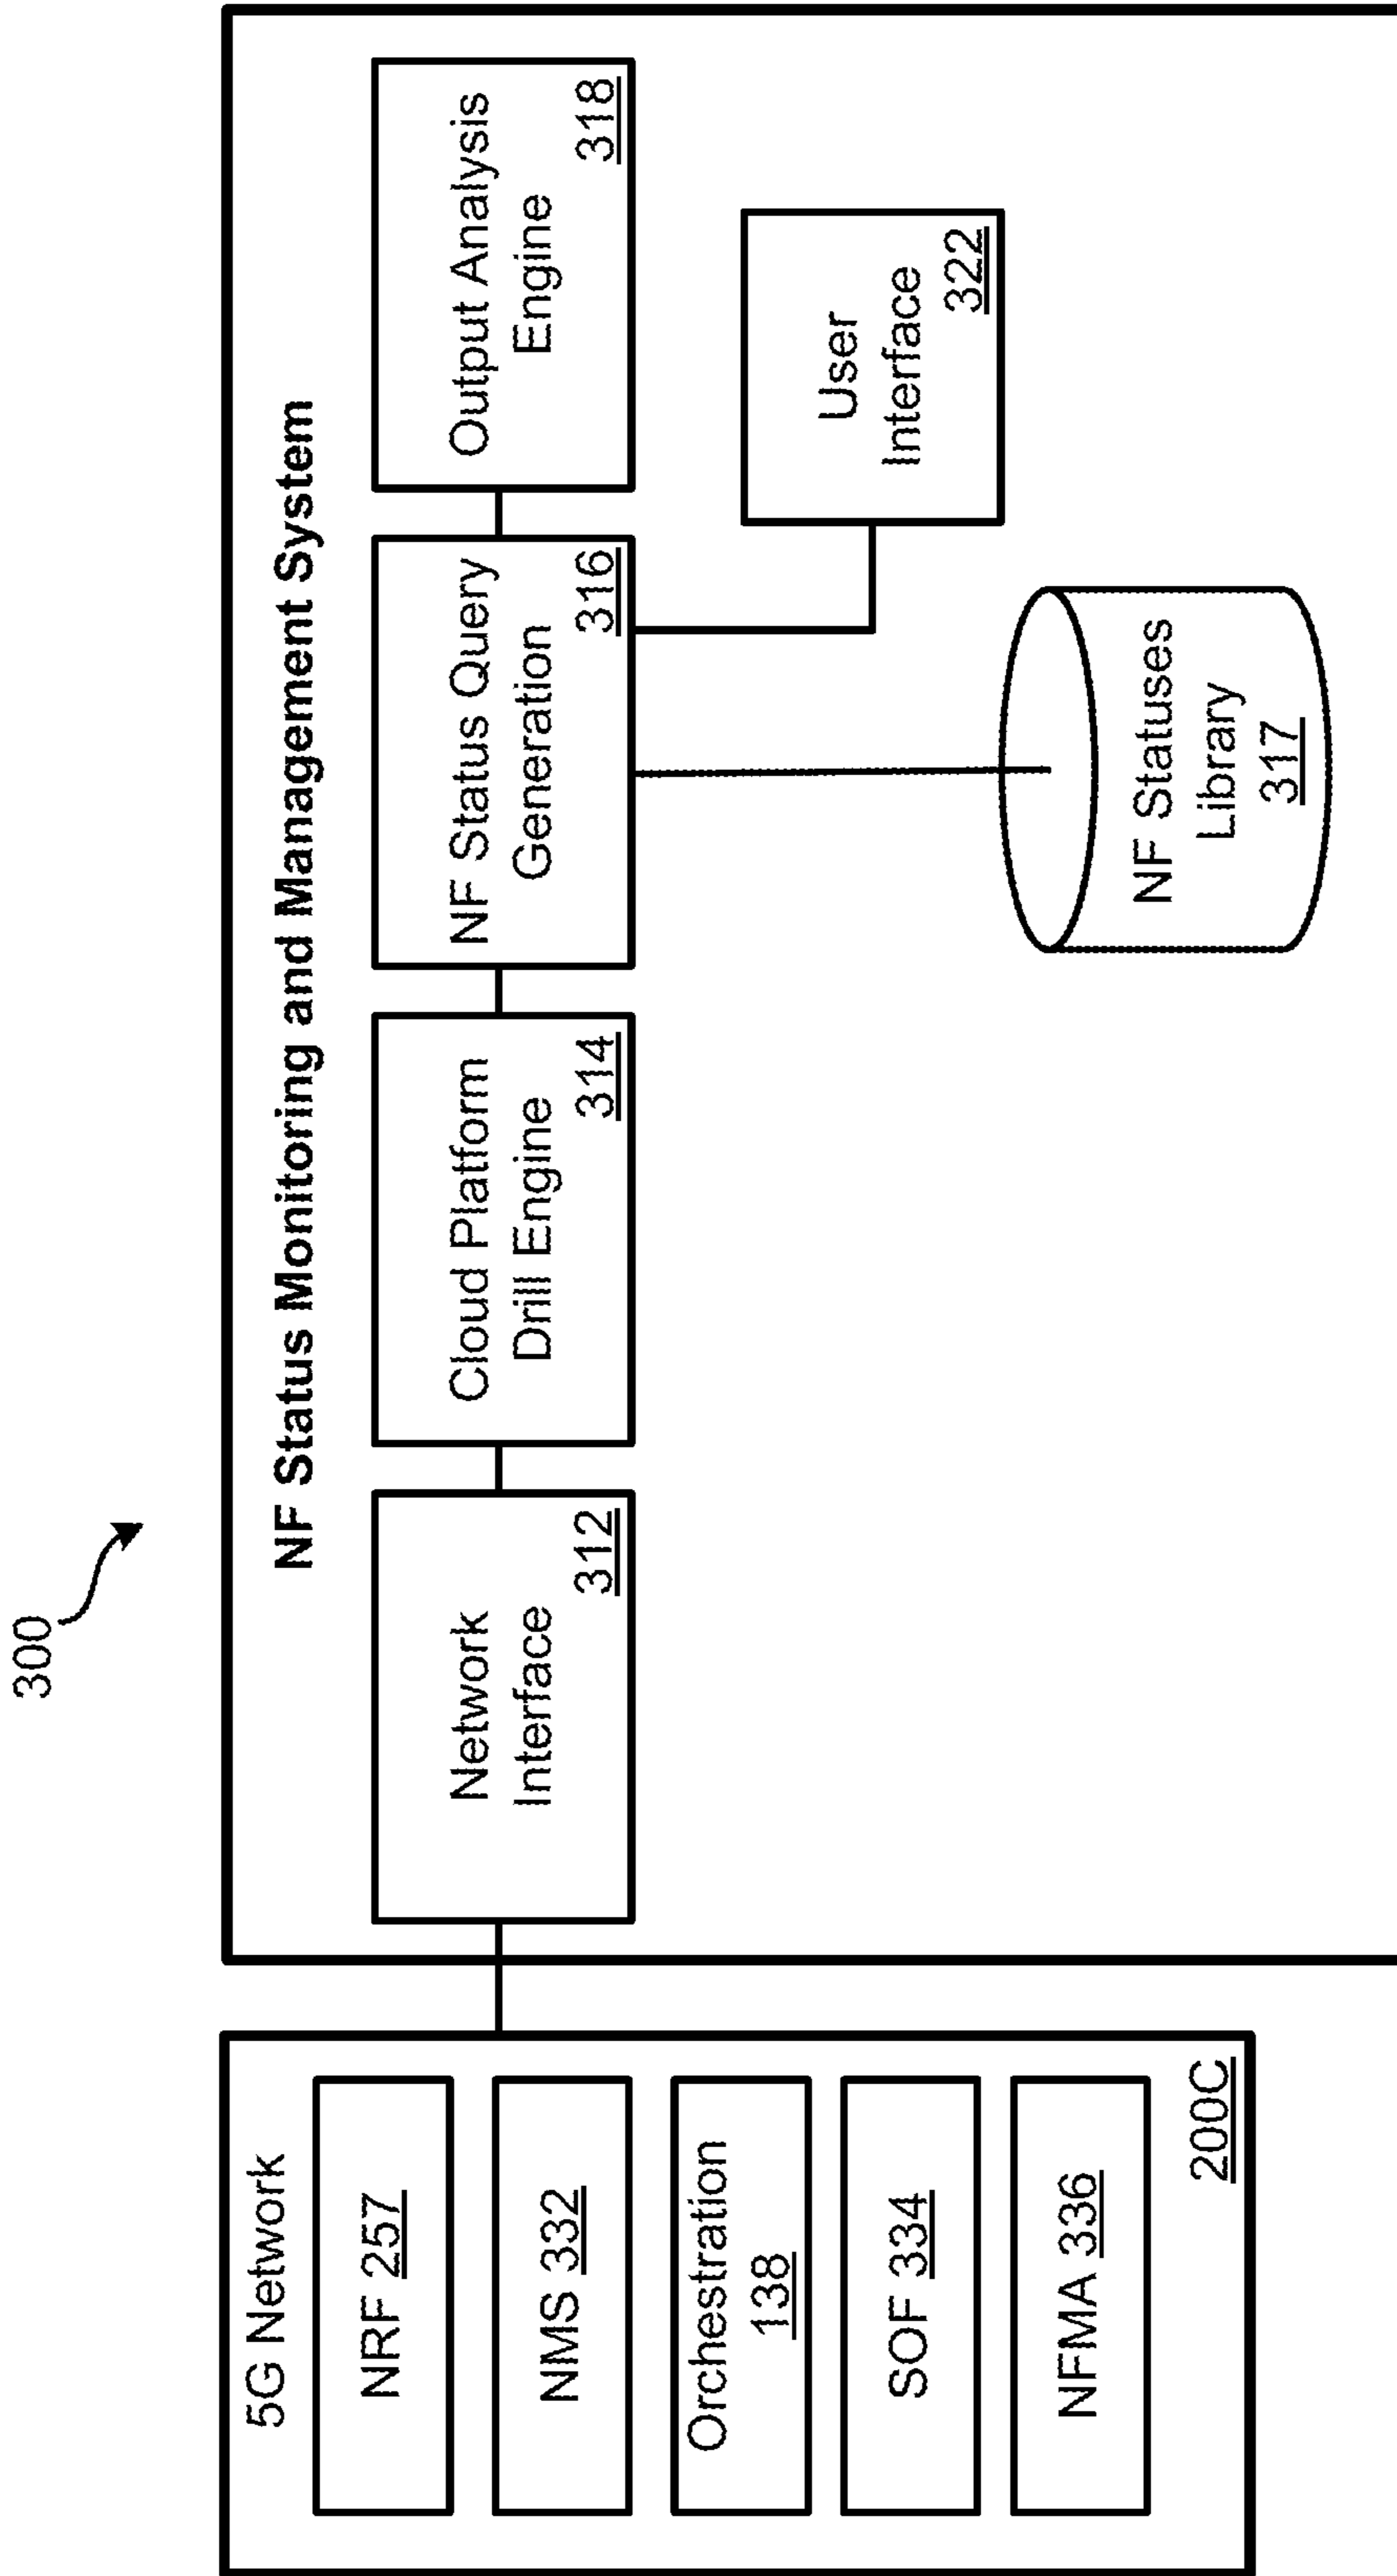 300
5G Network
NRF 257
NMS 332
Orchestration
138
SOF 334
NFMA 336
200C
NF Status Monitoring and Management System
Network
Interface
312
Cloud Platform
Drill Engine
314
NF Status Query
Generation
316
Output Analysis
Engine
318
User
Interface
322
NF Statuses
Library
317